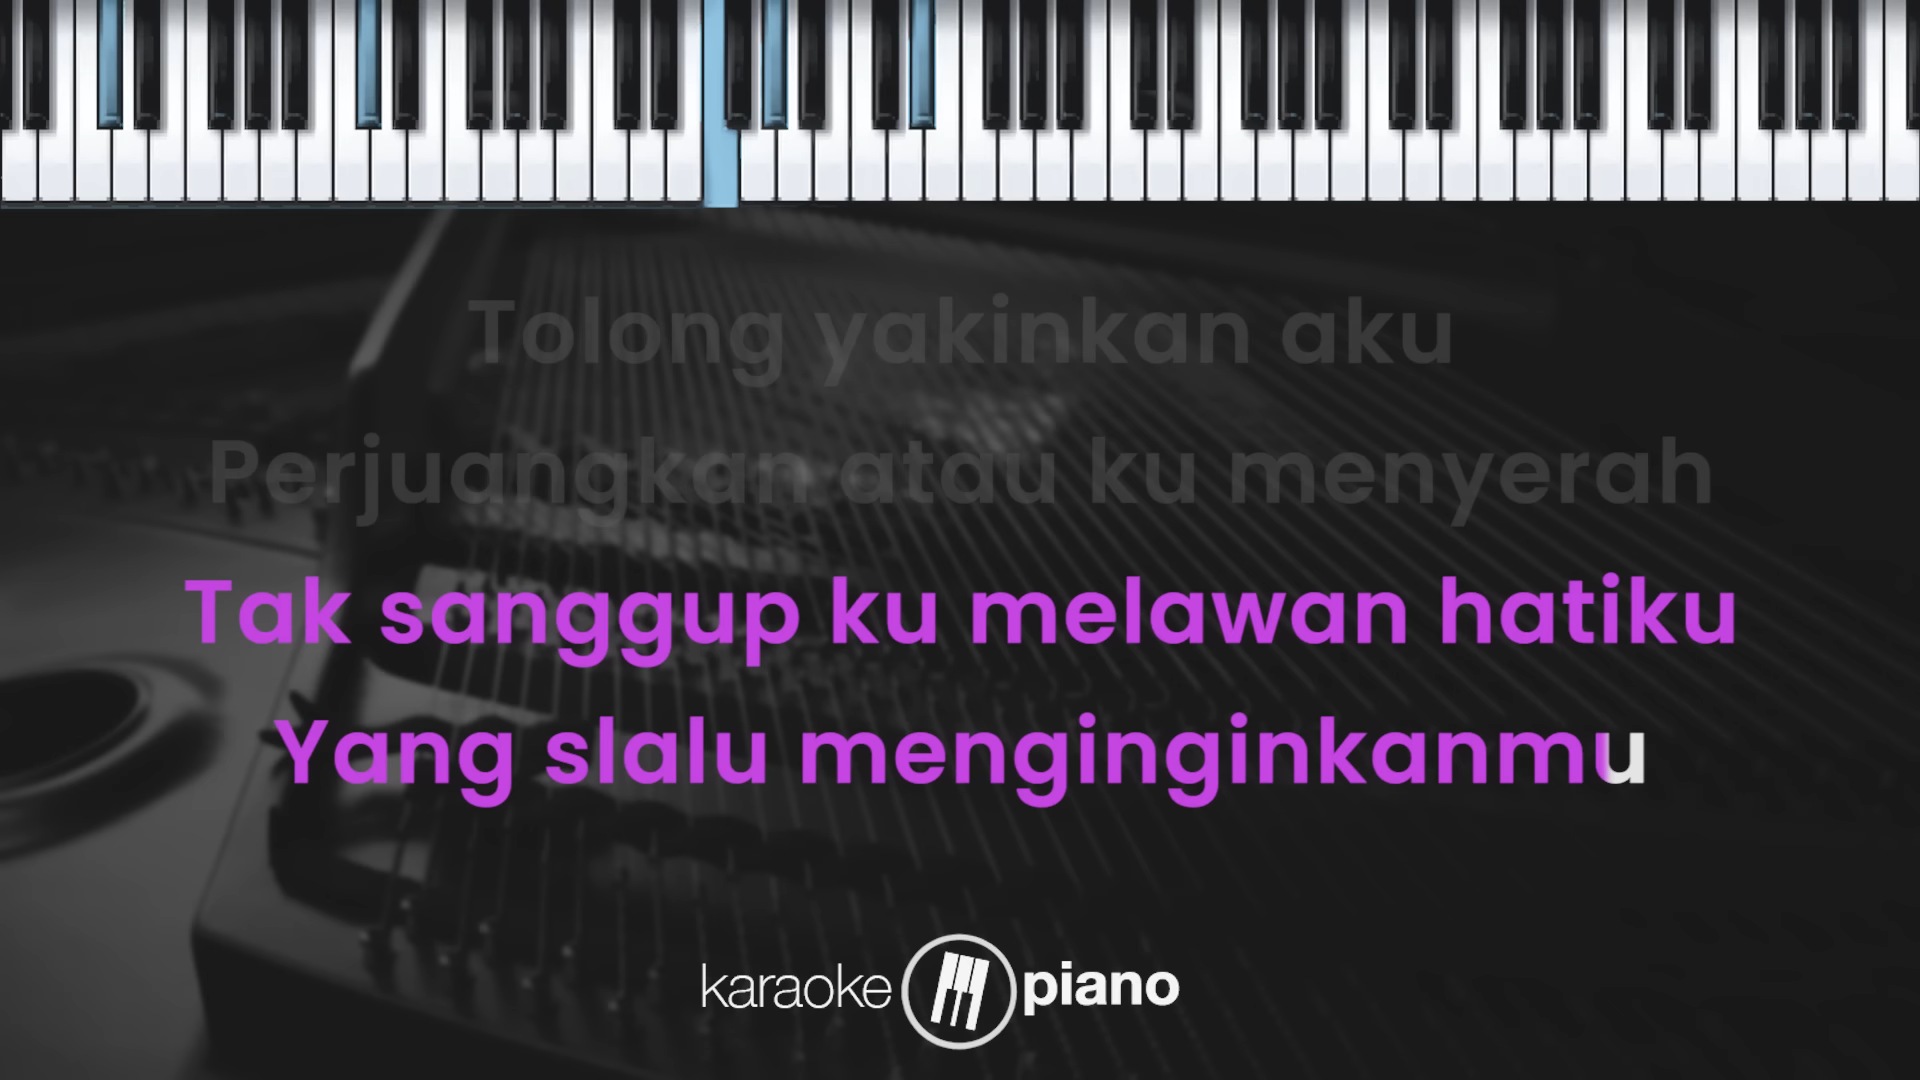 Tolong yakinkan aku
Perjuangkan atau ku menyerah
Tak sanggup ku melawan hatiku
Yang slalu menginginkanmu
karaoke piano